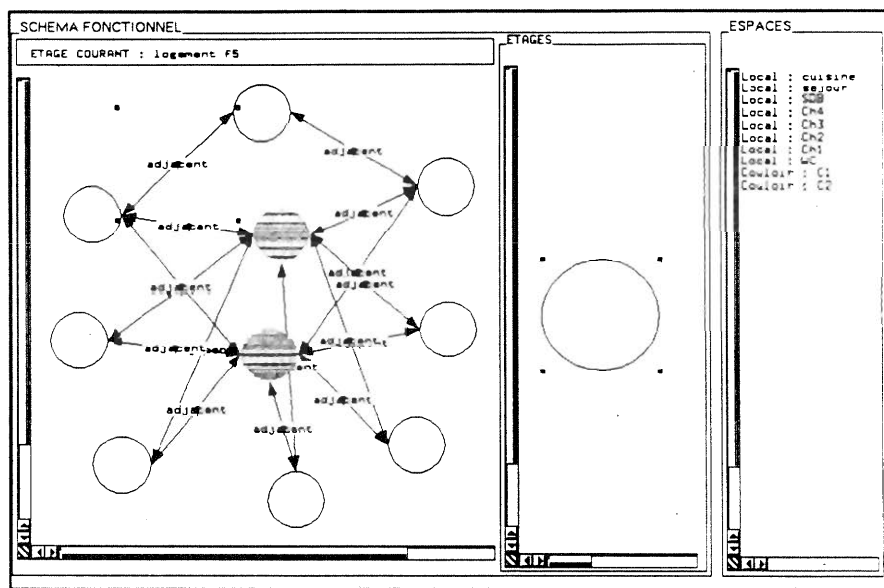 SCHEMA FONCTIONNEL
ETAGE COURANT : logement F5
adjacent
adjacent
adjacent
adjacent
adjacent
adjacent
adjacent
adjacent
adjacent
adjacent
adjacent
adjacent
ETAGES
ESPACES
Local : cuisine
Local : sejour
Local : SDB
Local : Ch4
Local : Ch3
Local : Ch2
Local : Ch1
Local : WC
Couloir : C1
Couloir : C2